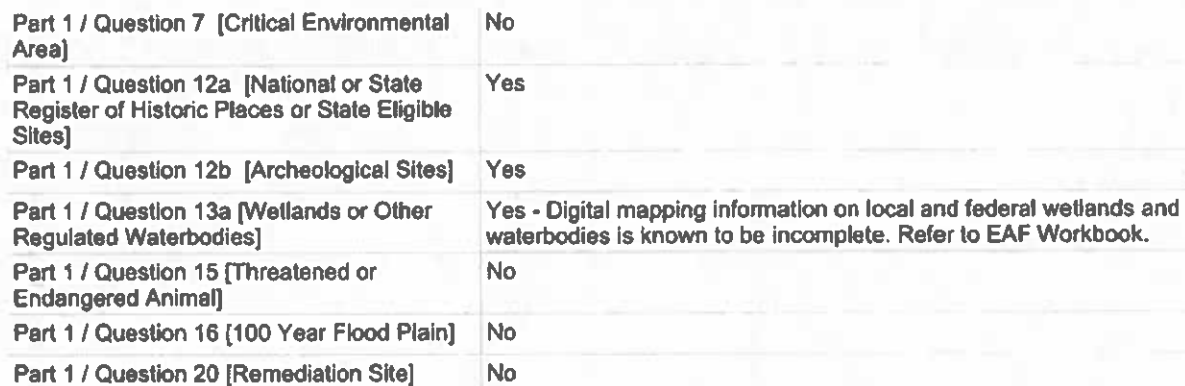 Part 1 / Question 7 [Critical Environmental Area] No
Part 1 / Question 12a [National or State Register of Historic Places or State Eligible Sites] Yes
Part 1 / Question 12b [Archeological Sites] Yes
Part 1 / Question 13a [Wetlands or Other Regulated Waterbodies] Yes - Digital mapping information on local and federal wetlands and waterbodies is known to be incomplete. Refer to EAF Workbook.
Part 1 / Question 15 [Threatened or Endangered Animal] No
Part 1 / Question 16 [100 Year Flood Plain] No
Part 1 / Question 20 [Remediation Site] No